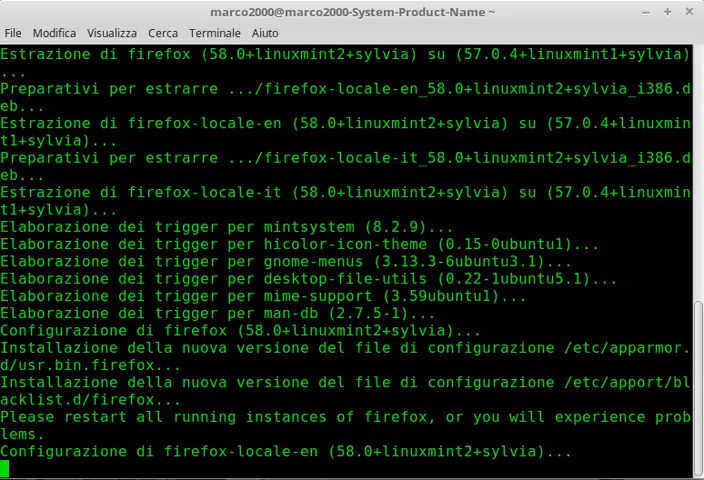 marco2000@marco2000-System-Product-Name ~
File Modifica Visualizza Cerca Terminale Aiuto
Estrazione di firefox (58.0+linuxmint2+sylvia) su (57.0.4+linuxmint1+sylvia)
...
Preparativi per estrarre .../firefox-locale-en_58.0+linuxmint2+sylvia_i386.d
eb...
Estrazione di firefox-locale-en (58.0+linuxmint2+sylvia) su (57.0.4+linuxmin
t1+sylvia)...
Preparativi per estrarre .../firefox-locale-it_58.0+linuxmint2+sylvia_i386.d
eb...
Estrazione di firefox-locale-it (58.0+linuxmint2+sylvia) su (57.0.4+linuxmin
t1+sylvia)...
Elaborazione dei trigger per mintsystem (8.2.9)...
Elaborazione dei trigger per hicolor-icon-theme (0.15-0ubuntu1)...
Elaborazione dei trigger per gnome-menus (3.13.3-6ubuntu3.1)...
Elaborazione dei trigger per desktop-file-utils (0.22-1ubuntu5.1)...
Elaborazione dei trigger per mime-support (3.59ubuntu1)...
Elaborazione dei trigger per man-db (2.7.5-1)...
Configurazione di firefox (58.0+linuxmint2+sylvia)...
Installazione della nuova versione del file di configurazione /etc/apparmor.
d/usr.bin.firefox...
Installazione della nuova versione del file di configurazione /etc/apport/bl
acklist.d/firefox...
Please restart all running instances of firefox, or you will experience prob
lems.
Configurazione di firefox-locale-en (58.0+linuxmint2+sylvia)...